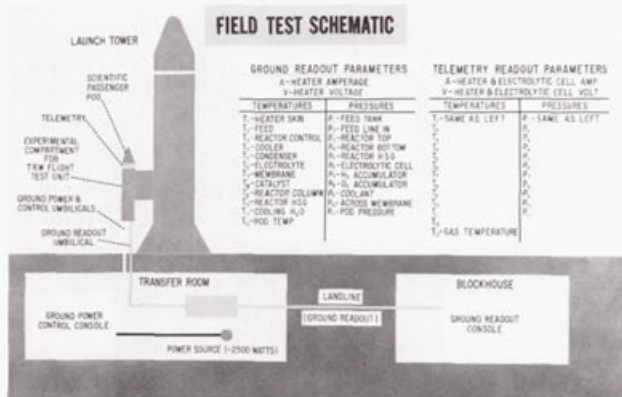 FIELD TEST SCHEMATIC
LAUNCH TOWER
SCIENTIFIC
PASSENGER
POD
TELEMETRY
EXPERIMENTAL
COMPARTMENT
FOR
TRW FLIGHT
TEST UNIT
GROUND POWER &
CONTROL UMBILICALS
GROUND READOUT
UMBILICAL
GROUND READOUT PARAMETERS
A-HEATER AMPERAGE
V-HEATER VOLTAGE
TEMPERATURES PRESSURES
-HEATER SKIN -FEED TANK
-FEED -FEED LINE IN
-REACTOR CONTROL -REACTOR TOP
-COOLER -REACTOR BOTTOM
-CONDENSER -REACTOR HSG
-ELECTROLYTE -ELECTROLYTIC CELL
-MEMBRANE -H₂ ACCUMULATOR
-CATALYST -O₂ ACCUMULATOR
-REACTOR COLUMN -COOLANT
-REACTOR HSG -ACROSS MEMBRANE
-COOLING H₂O -POD PRESSURE
-POD TEMP
TELEMETRY READOUT PARAMETERS
A-HEATER & ELECTROLYTIC CELL AMP
V-HEATER & ELECTROLYTIC CELL VOLT
TEMPERATURES PRESSURES
-SAME AS LEFT -SAME AS LEFT
-GAS TEMPERATURE
TRANSFER ROOM
GROUND POWER
CONTROL CONSOLE
POWER SOURCE (~2500 WATTS)
LANDLINE
(GROUND READOUT)
BLOCKHOUSE
GROUND READOUT
CONSOLE